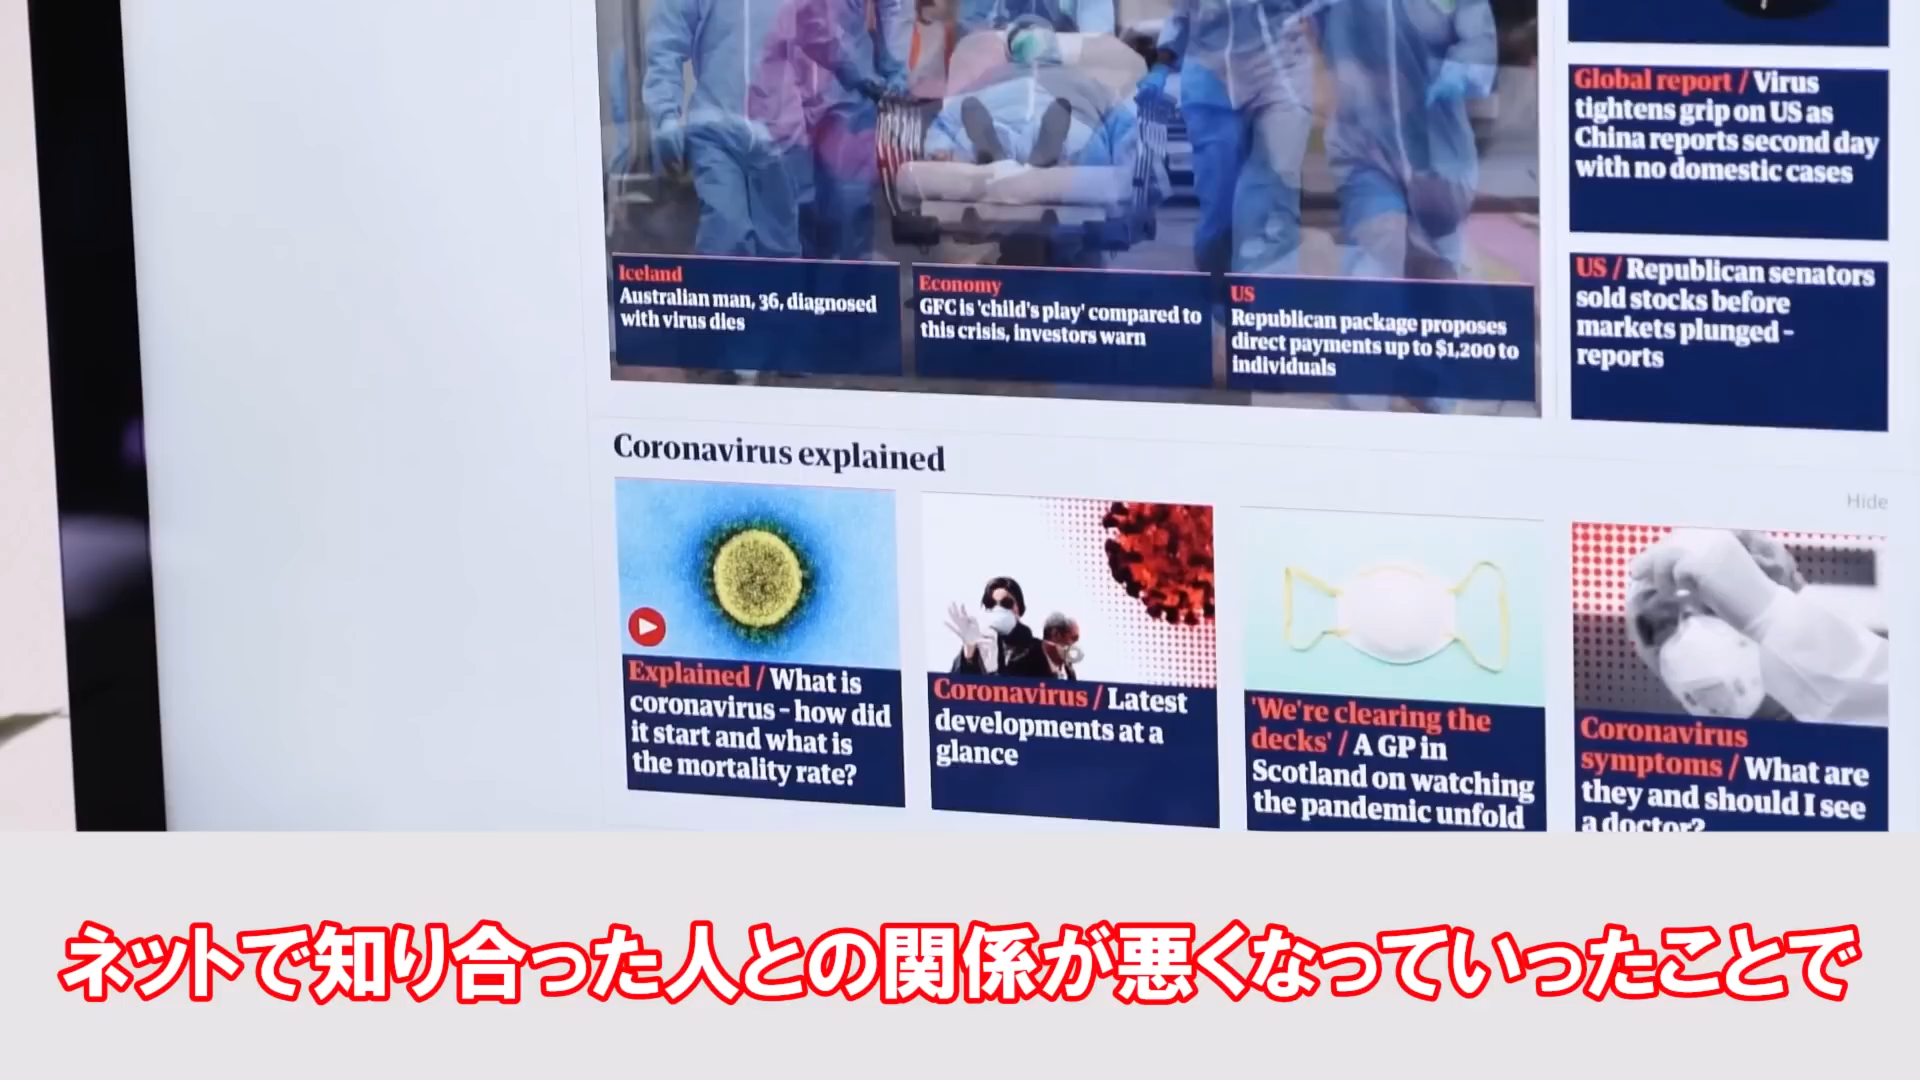 Global report / Virus
tightens grip on US as
China reports second day
with no domestic cases
US / Republican senators
sold stocks before
markets plunged –
reports
Iceland
Australian man, 36, diagnosed
with virus dies
Economy
GFC is 'child's play' compared to
this crisis, investors warn
US
Republican package proposes
direct payments up to $1,200 to
individuals
Coronavirus explained
Hide
Explained / What is
coronavirus – how did
it start and what is
the mortality rate?
Coronavirus / Latest
developments at a
glance
'We're clearing the
decks' / A GP in
Scotland on watching
the pandemic unfold
Coronavirus
symptoms / What are
they and should I see
a doctor?
ネットで知り合った人との関係が悪くなっていったことで